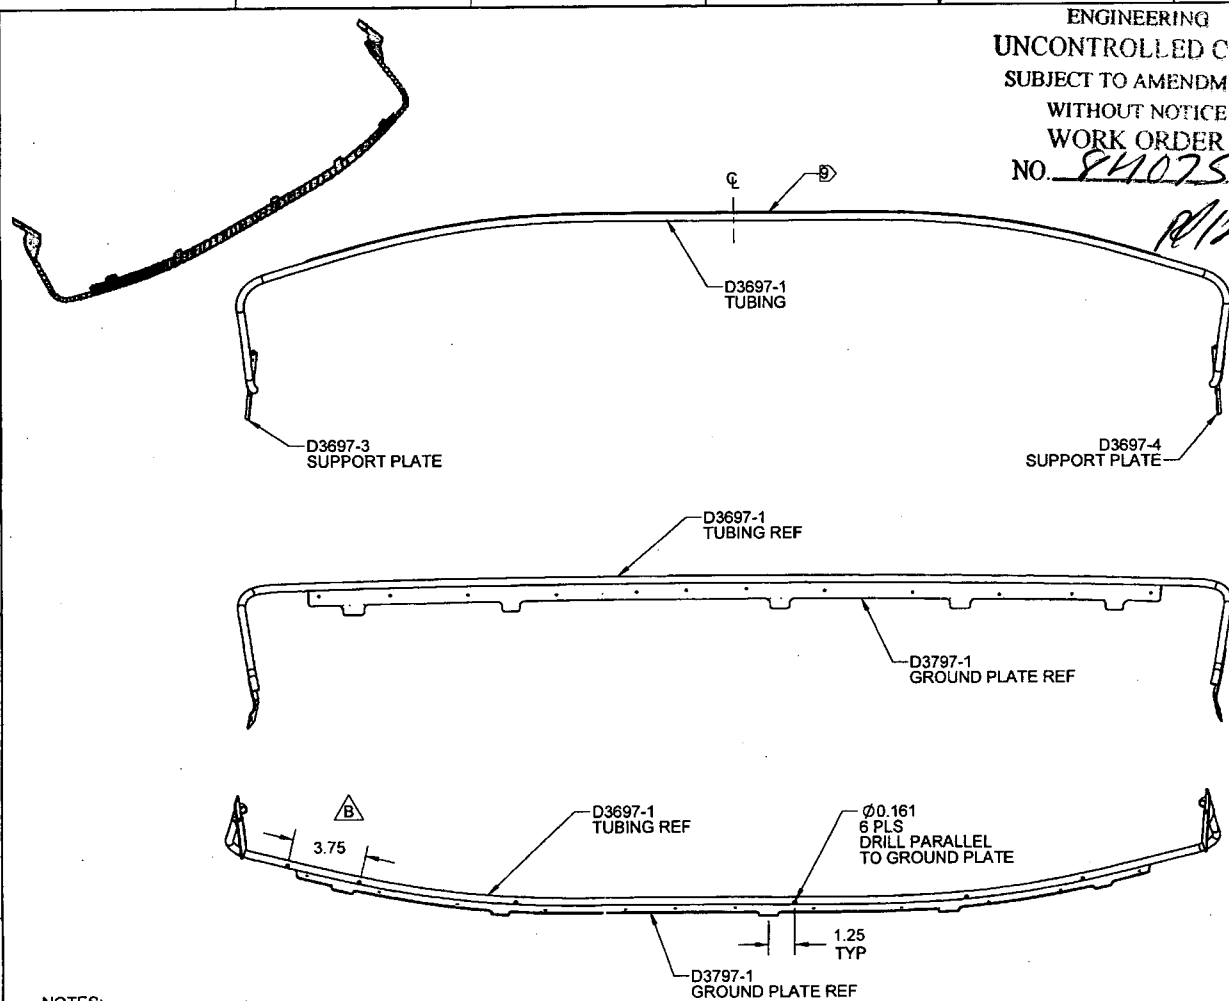 ENGINEERING
UNCONTROLLED C
SUBJECT TO AMENDM
WITHOUT NOTICE
WORK ORDER
NO. 84075
℄
9
D3697-1
TUBING
D3697-3
SUPPORT PLATE
D3697-4
SUPPORT PLATE
D3697-1
TUBING REF
D3797-1
GROUND PLATE REF
B
3.75
D3697-1
TUBING REF
Ø0.161
6 PLS
DRILL PARALLEL
TO GROUND PLATE
1.25
TYP
D3797-1
GROUND PLATE REF
NOTES: